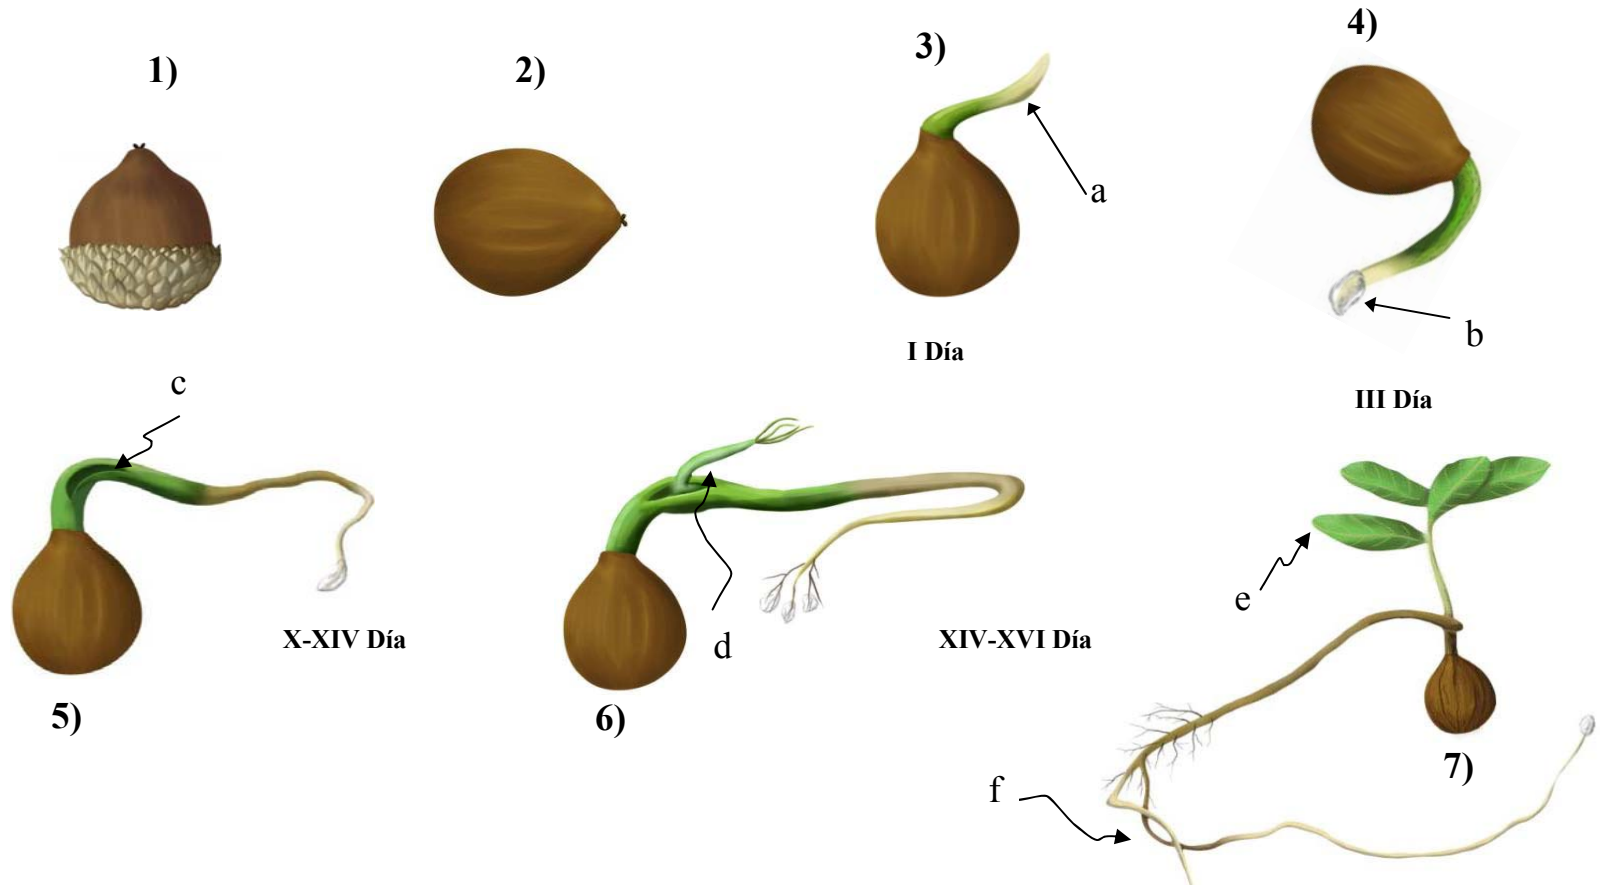 1)
2)
3)
4)
a
b
I Día
III Día
c
d
e
X-XIV Día
XIV-XVI Día
5)
6)
7)
f